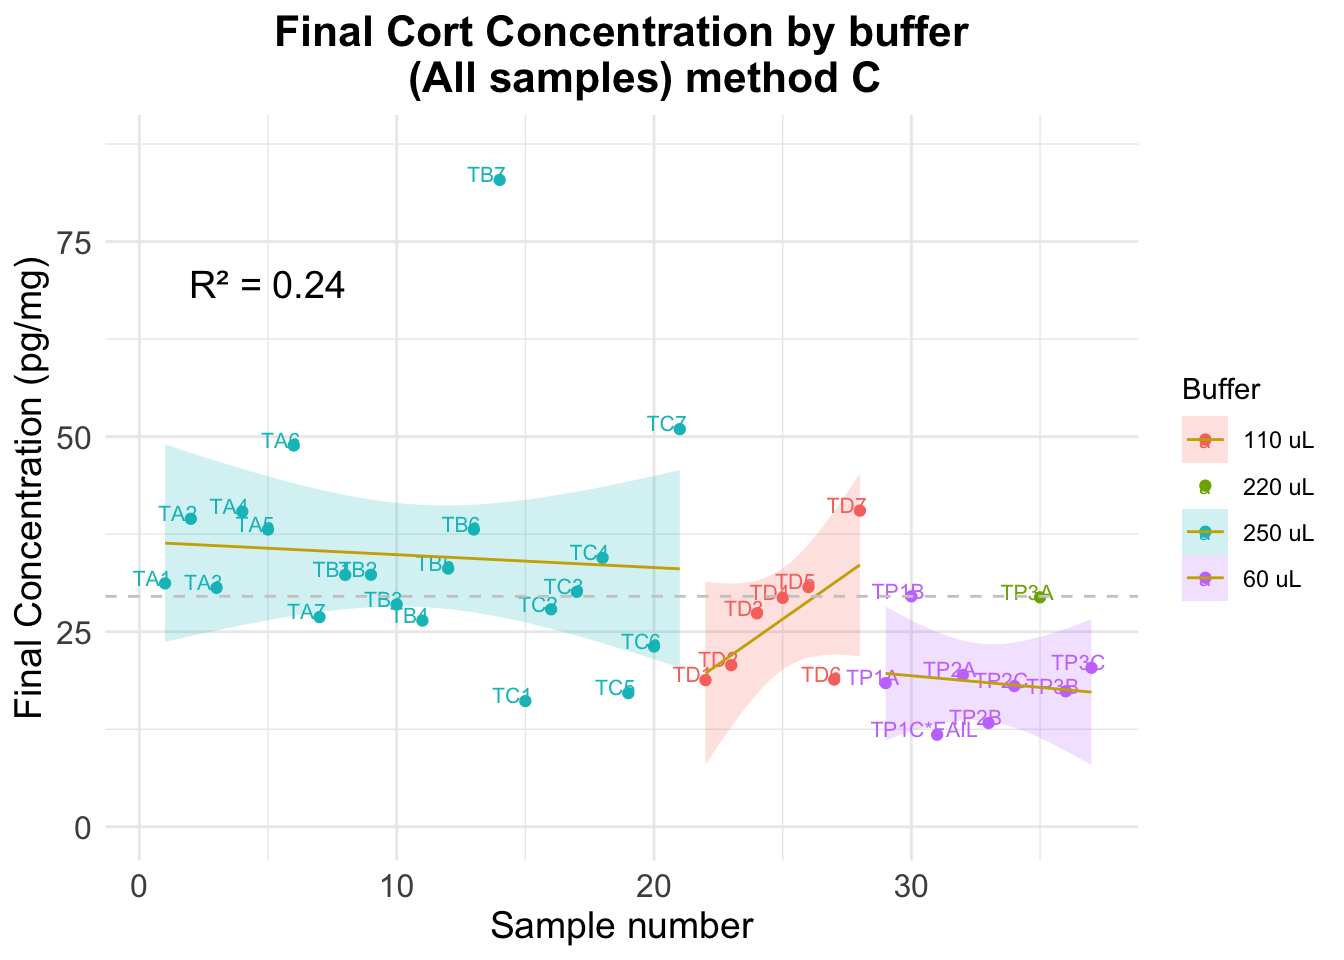 Final Cort Concentration by buffer
(All samples) method C
Final Concentration (pg/mg)
75
50
25
0
R² = 0.24
TB7
TA6
TC7
TA2
TA4
TA5
TB6
TD7
TA1
TA3
TB2
TC4
TC3
TD5
TD4
TP1B
TP3A
TA7
TB3
TB4
TC2
TD3
TC6
TD2
TD1
TD6
TP1A
TP2A
TP2C
TP3B
TP3C
TC1
TC5
TP1C*FAIL
TP2B
0
10
20
30
Sample number
Buffer
110 uL
220 uL
250 uL
60 uL